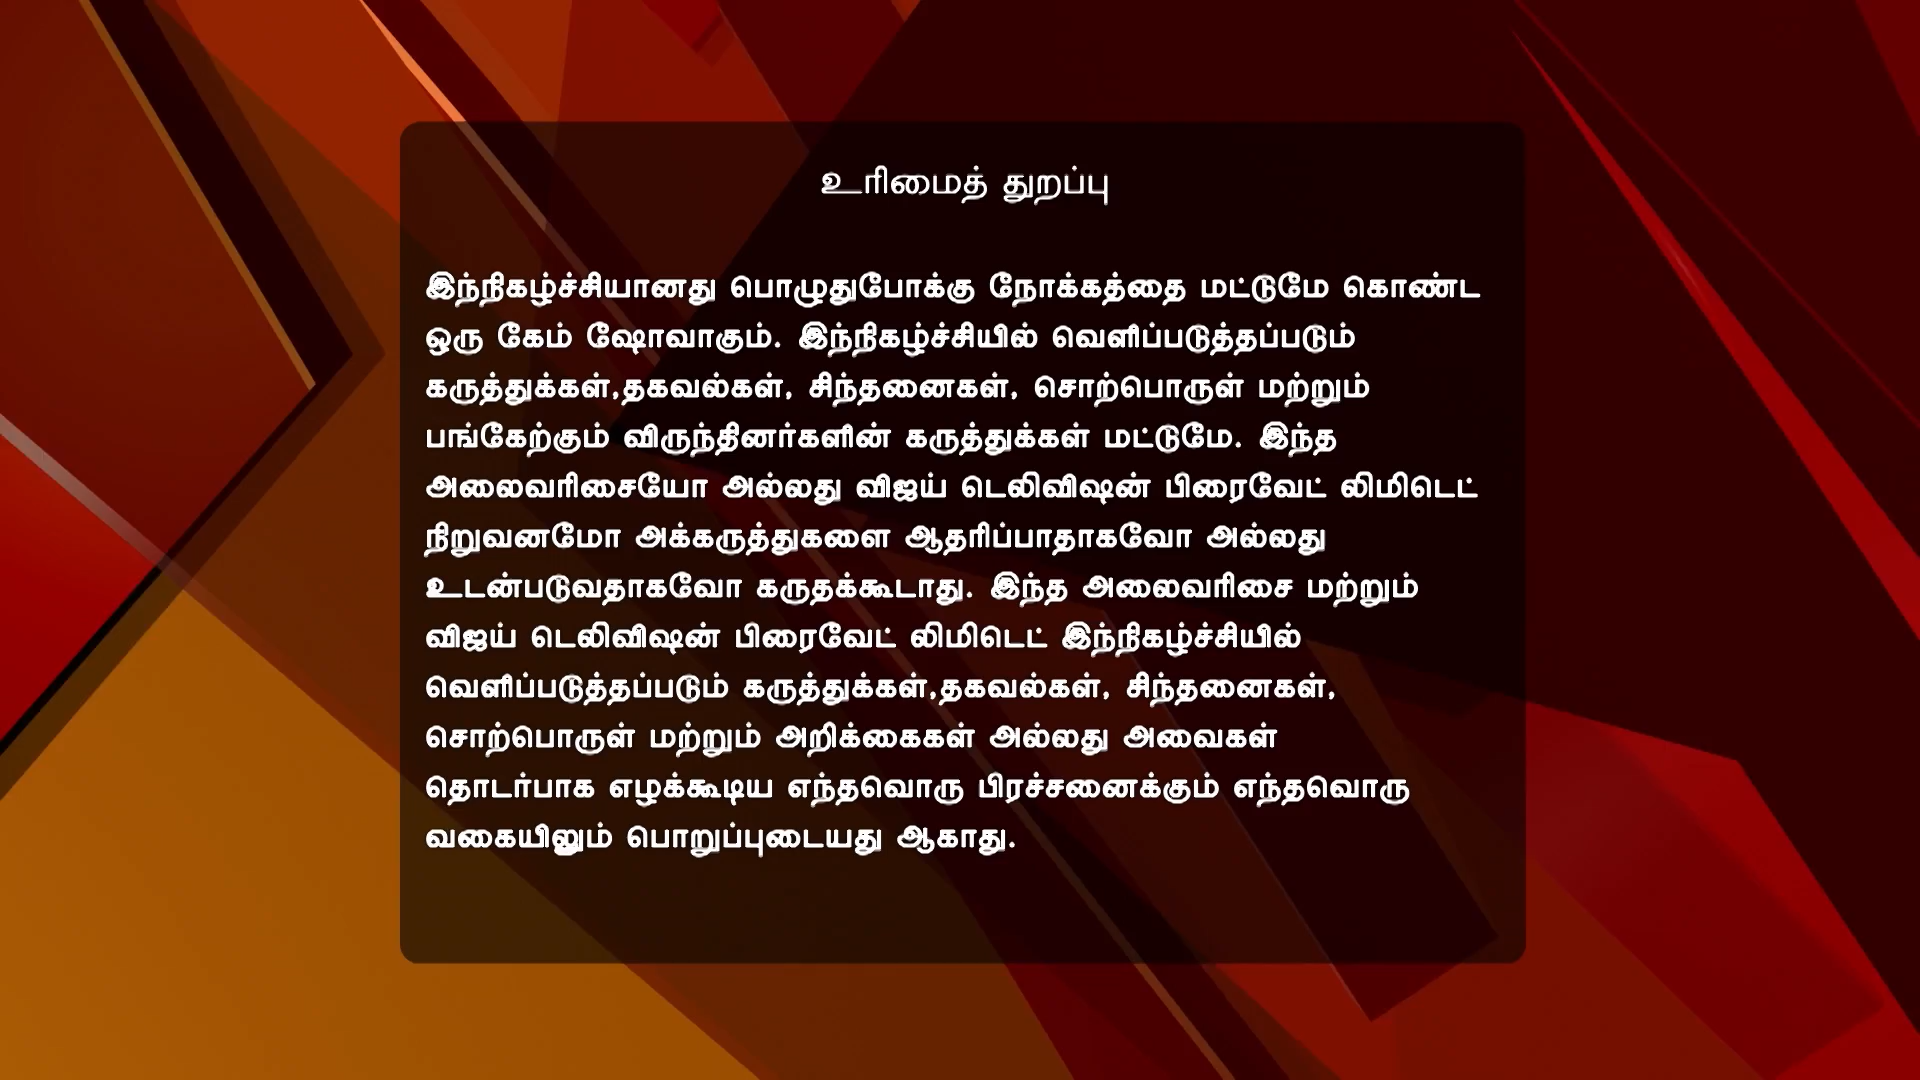 உரிமைத் துறப்பு
இந்நிகழ்ச்சியானது பொழுதுபோக்கு நோக்கத்தை மட்டுமே கொண்ட
ஒரு கேம் ஷோவாகும். இந்நிகழ்ச்சியில் வெளிப்படுத்தப்படும்
கருத்துக்கள்,தகவல்கள், சிந்தனைகள், சொற்பொருள் மற்றும்
பங்கேற்கும் விருந்தினர்களின் கருத்துக்கள் மட்டுமே. இந்த
அலைவரிசையோ அல்லது விஜய் டெலிவிஷன் பிரைவேட் லிமிடெட்
நிறுவனமோ அக்கருத்துகளை ஆதரிப்பாதாகவோ அல்லது
உடன்படுவதாகவோ கருதக்கூடாது. இந்த அலைவரிசை மற்றும்
விஜய் டெலிவிஷன் பிரைவேட் லிமிடெட் இந்நிகழ்ச்சியில்
வெளிப்படுத்தப்படும் கருத்துக்கள்,தகவல்கள், சிந்தனைகள்,
சொற்பொருள் மற்றும் அறிக்கைகள் அல்லது அவைகள்
தொடர்பாக எழக்கூடிய எந்தவொரு பிரச்சனைக்கும் எந்தவொரு
வகையிலும் பொறுப்புடையது ஆகாது.